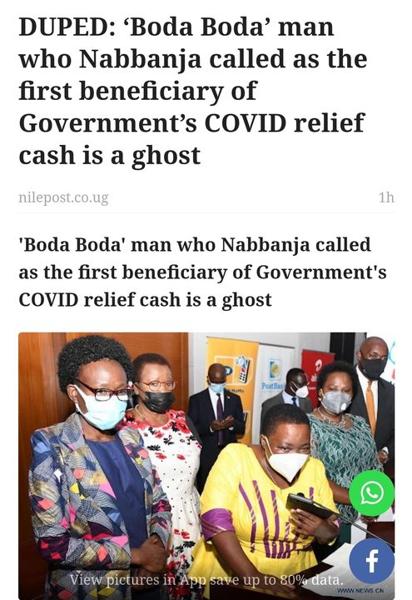 DUPED: ‘Boda Boda’ man
who Nabbanja called as the
first beneficiary of
Government’s COVID relief
cash is a ghost
nilepost.co.ug 1h
'Boda Boda' man who Nabbanja called
as the first beneficiary of Government's
COVID relief cash is a ghost
PostBank
View pictures in App save up to 80% data.
WWW.NEWS.CN